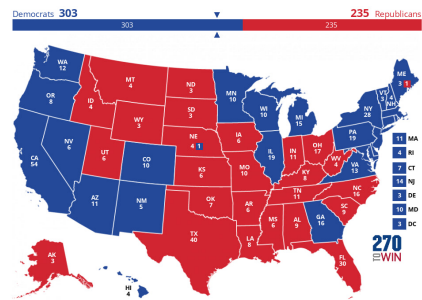 Democrats 303
235 Republicans
303
235
WA
12
OR
8
CA
54
NV
6
ID
4
MT
4
WY
3
UT
6
AZ
11
CO
10
NM
5
ND
3
SD
3
NE
4 1
KS
6
OK
7
TX
40
MN
10
IA
6
MO
10
AR
6
LA
8
WI
10
IL
19
MI
15
IN
11
OH
17
KY
8
TN
11
MS
6
AL
9
GA
16
FL
30
SC
9
NC
16
VA
13
WV
4
PA
19
NY
28
VT
3
NH
4
ME
3 1
11 MA
4 RI
7 CT
14 NJ
3 DE
10 MD
3 DC
AK
3
HI
4
270
TO WIN